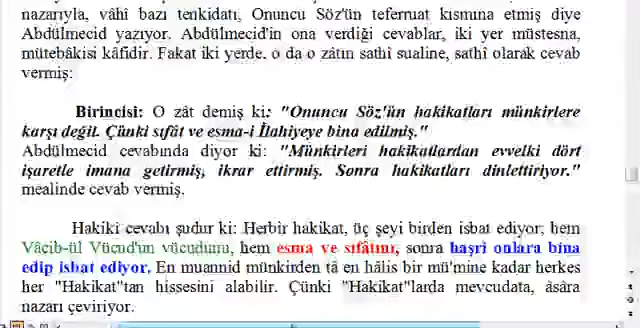 nazarıyla, vâhî bazı tenkidatı, Onuncu Söz'ün teferruat kısmına etmiş diye
Abdülmecid yazıyor. Abdülmecid'in ona verdiği cevablar, iki yer müstesna,
mütebâkisi kâfidir. Fakat iki yerde, o da o zâtın sathî sualine, sathî olarak cevab
vermiş:
Birincisi: O zât demiş ki: "Onuncu Söz'ün hakikatları münkirlere
karşı değil. Çünki sıfât ve esma-i İlahiyeye bina edilmiş."
Abdülmecid cevabında diyor ki: "Münkirleri hakikatlardan evvelki dört
işaretle imana getirmiş, ikrar ettirmiş. Sonra hakikatları dinlettiriyor."
mealinde cevab vermiş.
Hakikî cevabı şudur ki: Herbir hakikat, üç şeyi birden isbat ediyor; hem
Vâcib-ül Vücud'un vücudunu, hem esma ve sıfâtını, sonra haşri onlara bina
edip isbat ediyor. En muannid münkirden tâ en hâlis bir mü'mine kadar herkes
her "Hakikat"tan hissesini alabilir. Çünki "Hakikat"larda mevcudata, âsâra
nazarı çeviriyor.